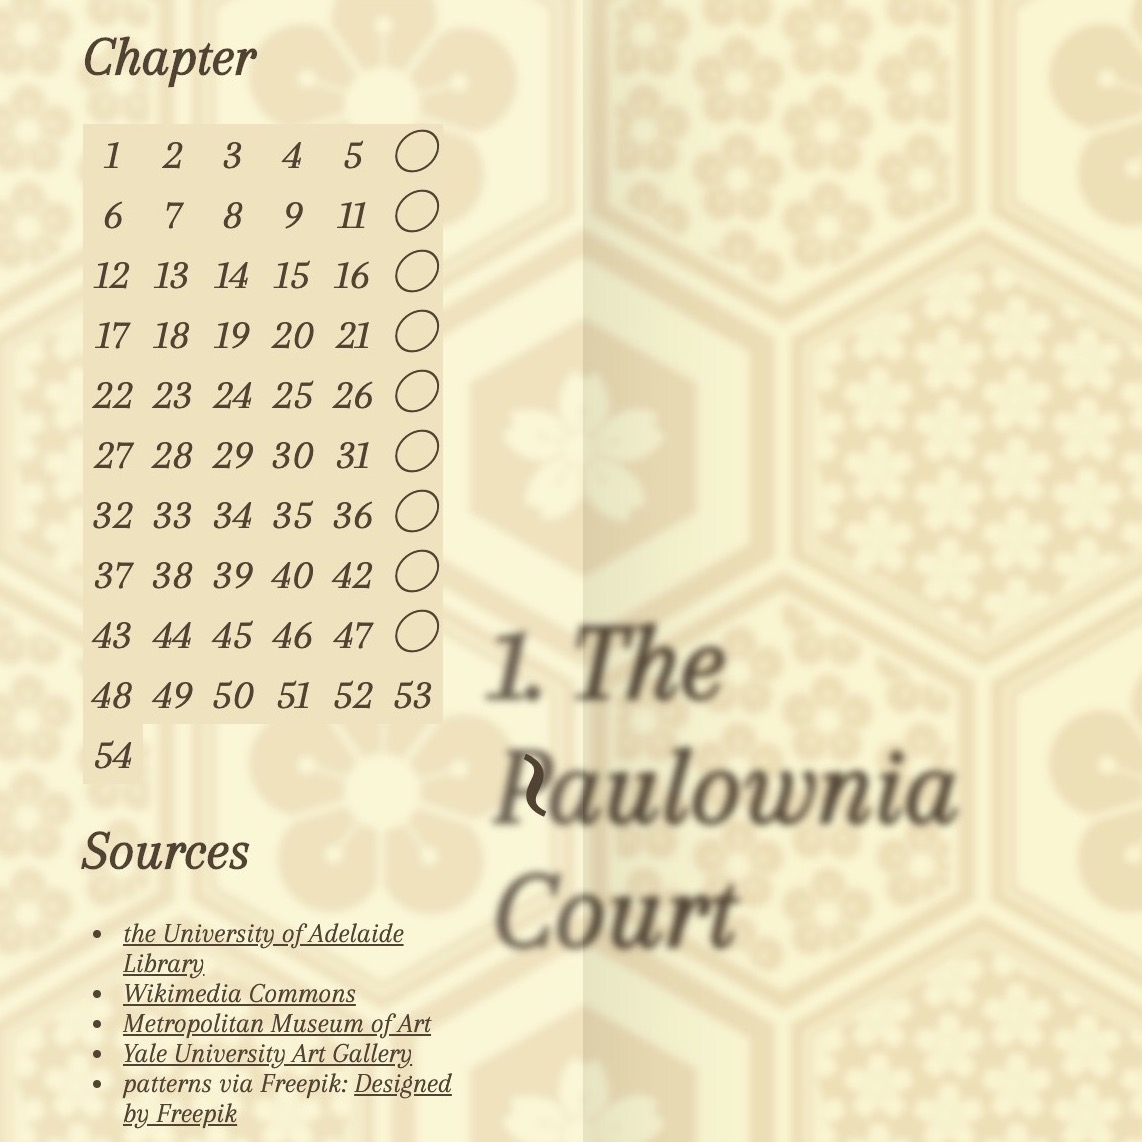 Chapter
1 2 3 4 5
6 7 8 9 11
12 13 14 15 16
17 18 19 20 21
22 23 24 25 26
27 28 29 30 31
32 33 34 35 36
37 38 39 40 42
43 44 45 46 47
48 49 50 51 52 53
54
1. The
Paulownia
Court
Sources
• the University of Adelaide
Library
• Wikimedia Commons
• Metropolitan Museum of Art
• Yale University Art Gallery
• patterns via Freepik: Designed
by Freepik